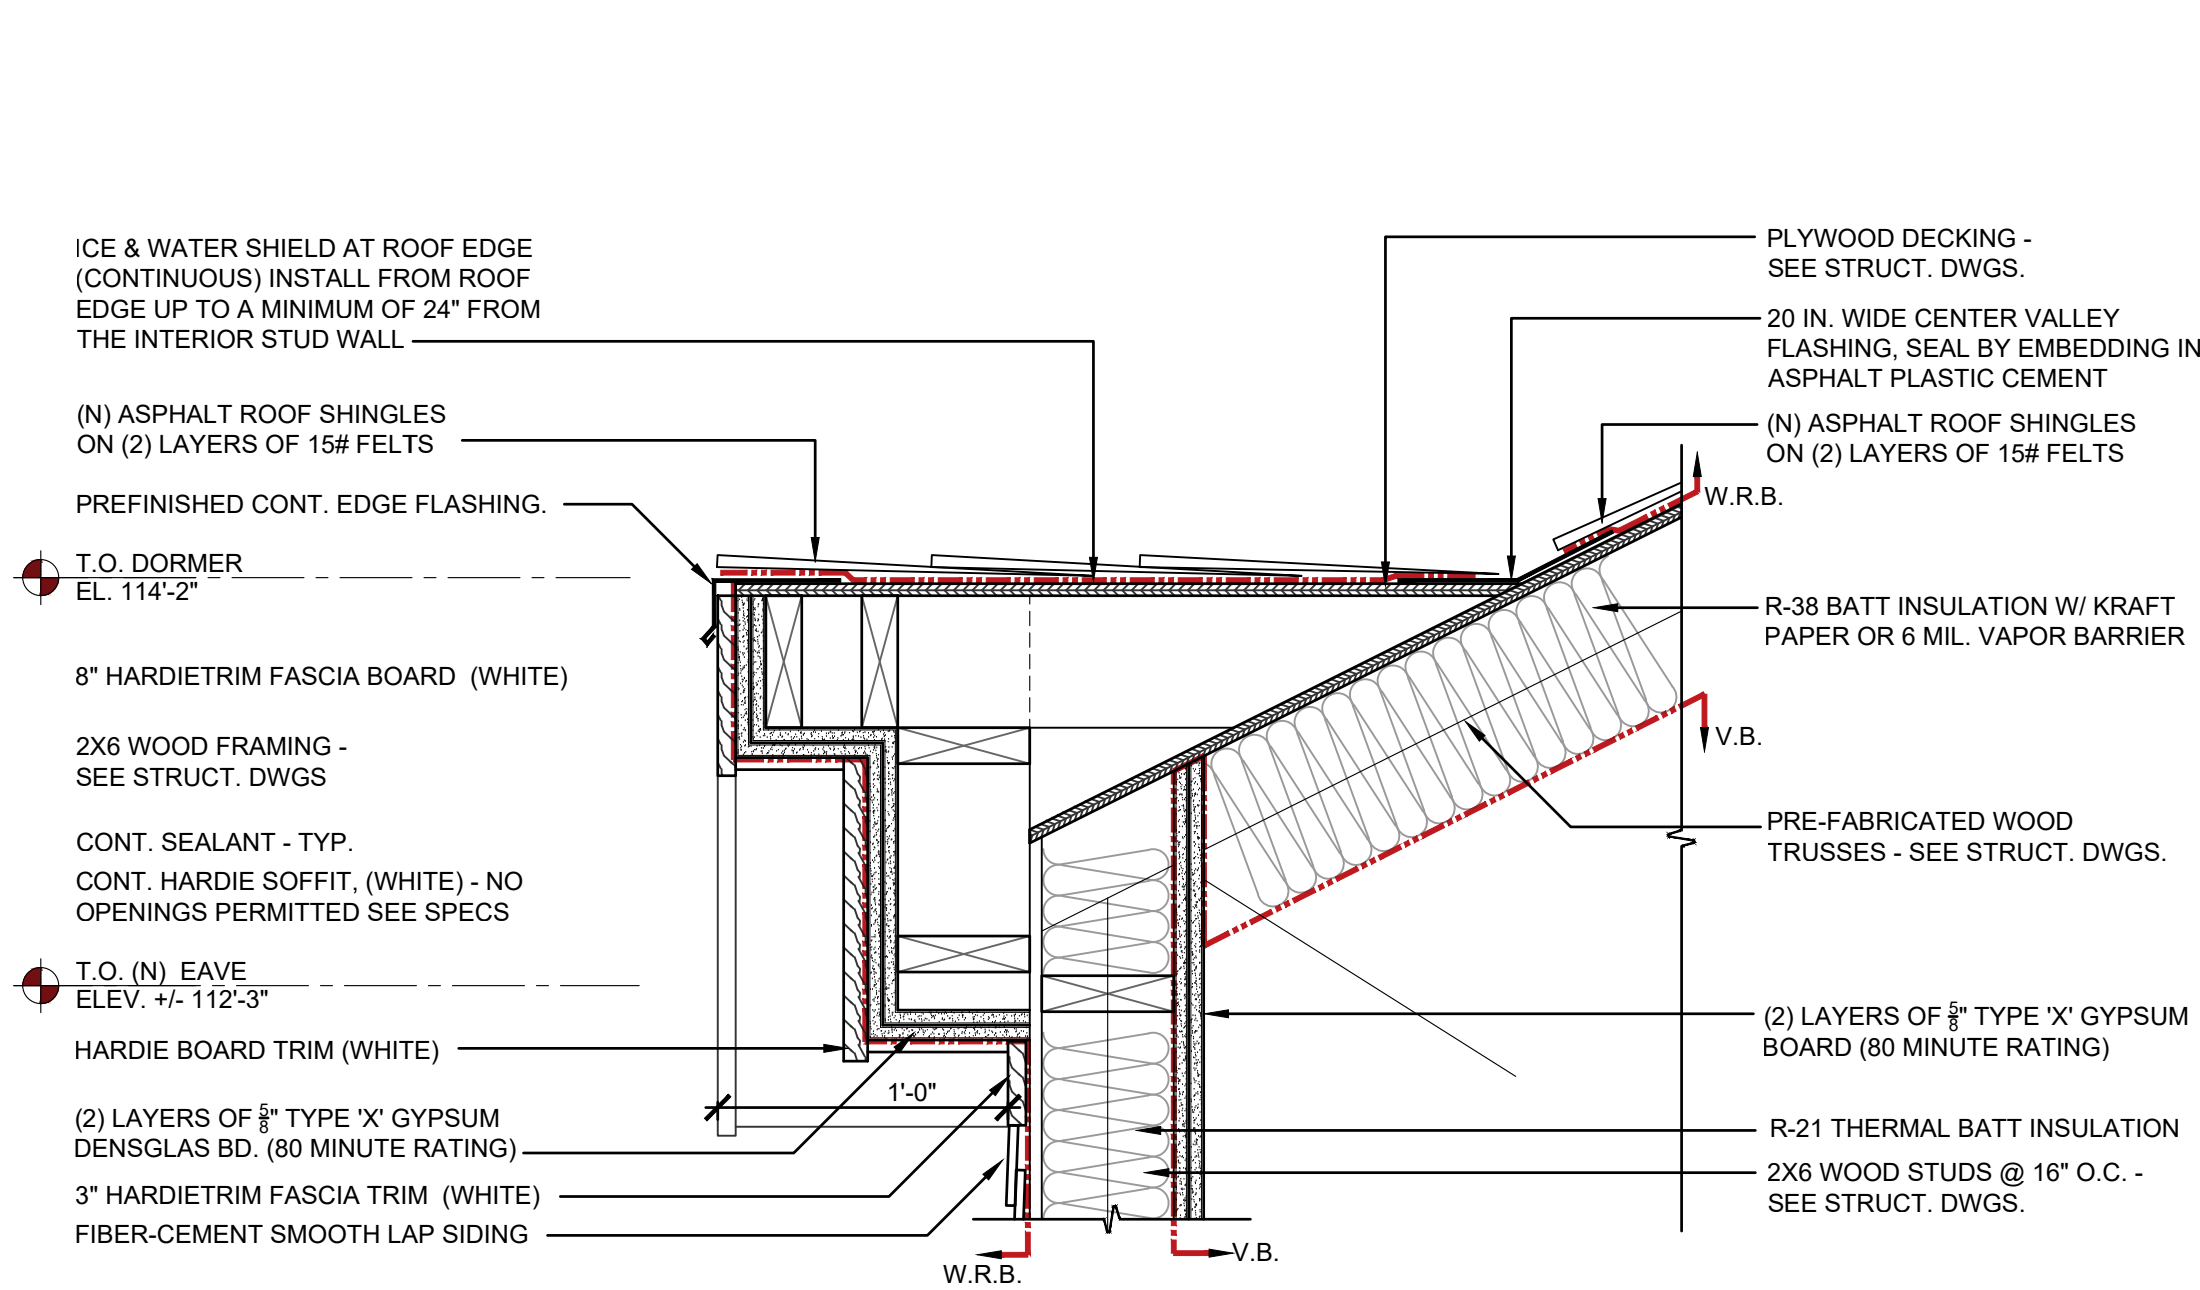 ICE & WATER SHIELD AT ROOF EDGE
(CONTINUOUS) INSTALL FROM ROOF
EDGE UP TO A MINIMUM OF 24" FROM
THE INTERIOR STUD WALL
(N) ASPHALT ROOF SHINGLES
ON (2) LAYERS OF 15# FELTS
PREFINISHED CONT. EDGE FLASHING.
T.O. DORMER
EL. 114'-2"
8" HARDIETRIM FASCIA BOARD (WHITE)
2X6 WOOD FRAMING -
SEE STRUCT. DWGS
CONT. SEALANT - TYP.
CONT. HARDIE SOFFIT, (WHITE) - NO
OPENINGS PERMITTED SEE SPECS
T.O. (N) EAVE
ELEV. +/- 112'-3"
HARDIE BOARD TRIM (WHITE)
(2) LAYERS OF 5/8" TYPE 'X' GYPSUM
DENSGLAS BD. (80 MINUTE RATING)
3" HARDIETRIM FASCIA TRIM (WHITE)
FIBER-CEMENT SMOOTH LAP SIDING
1'-0"
W.R.B.
V.B.
PLYWOOD DECKING -
SEE STRUCT. DWGS.
20 IN. WIDE CENTER VALLEY
FLASHING, SEAL BY EMBEDDING IN
ASPHALT PLASTIC CEMENT
(N) ASPHALT ROOF SHINGLES
ON (2) LAYERS OF 15# FELTS
W.R.B.
R-38 BATT INSULATION W/ KRAFT
PAPER OR 6 MIL. VAPOR BARRIER
V.B.
PRE-FABRICATED WOOD
TRUSSES - SEE STRUCT. DWGS.
(2) LAYERS OF 5/8" TYPE 'X' GYPSUM
BOARD (80 MINUTE RATING)
R-21 THERMAL BATT INSULATION
2X6 WOOD STUDS @ 16" O.C. -
SEE STRUCT. DWGS.